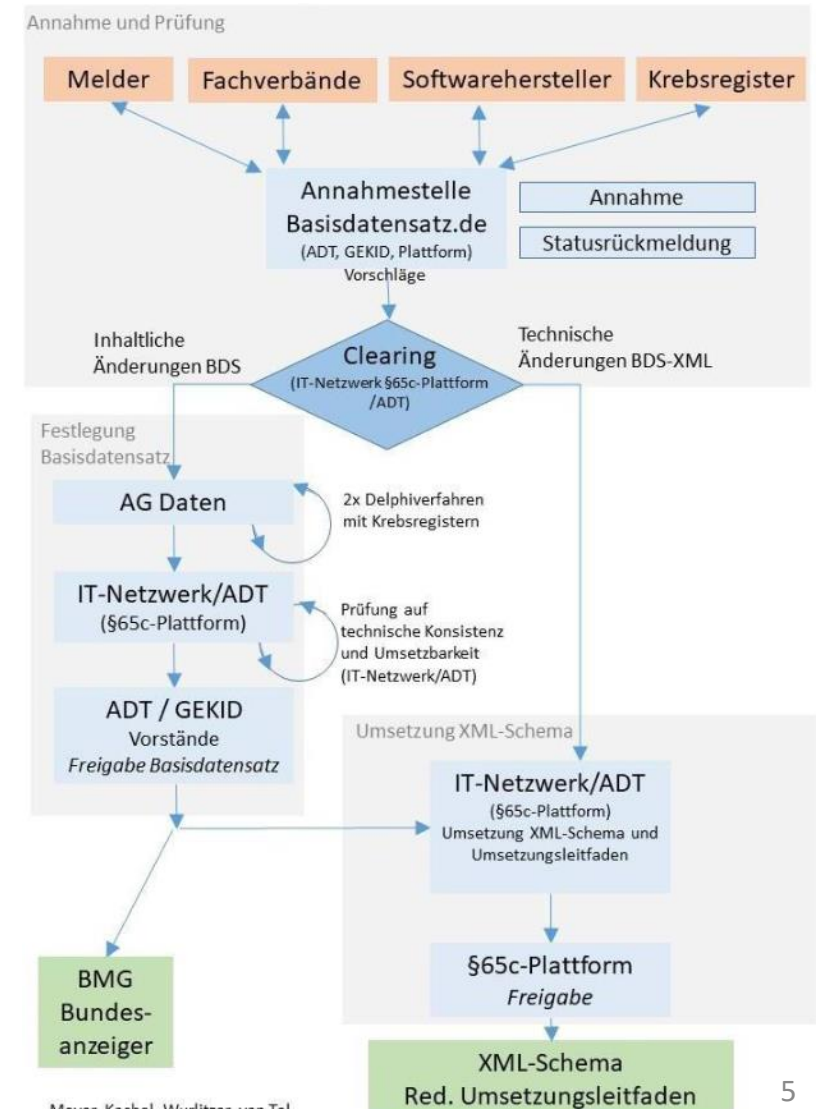 Annahme und Prüfung
Melder
Fachverbände
Softwarehersteller
Krebsregister
Annahmestelle
Basisdatensatz.de
(ADT, GEKID, Plattform)
Vorschläge
Annahme
Statusrückmeldung
Inhaltliche
Änderungen BDS
Clearing
(IT-Netzwerk §65c-Plattform
/ADT)
Technische
Änderungen BDS-XML
Festlegung
Basisdatensatz
AG Daten
2x Delphiverfahren
mit Krebsregistern
IT-Netzwerk/ADT
(§65c-Plattform)
Prüfung auf
technische Konsistenz
und Umsetzbarkeit
(IT-Netzwerk/ADT)
ADT / GEKID
Vorstände
Freigabe Basisdatensatz
Umsetzung XML-Schema
IT-Netzwerk/ADT
(§65c-Plattform)
Umsetzung XML-Schema und
Umsetzungsleitfaden
§65c-Plattform
Freigabe
BMG
Bundes-
anzeiger
XML-Schema
Red. Umsetzungsleitfaden
5